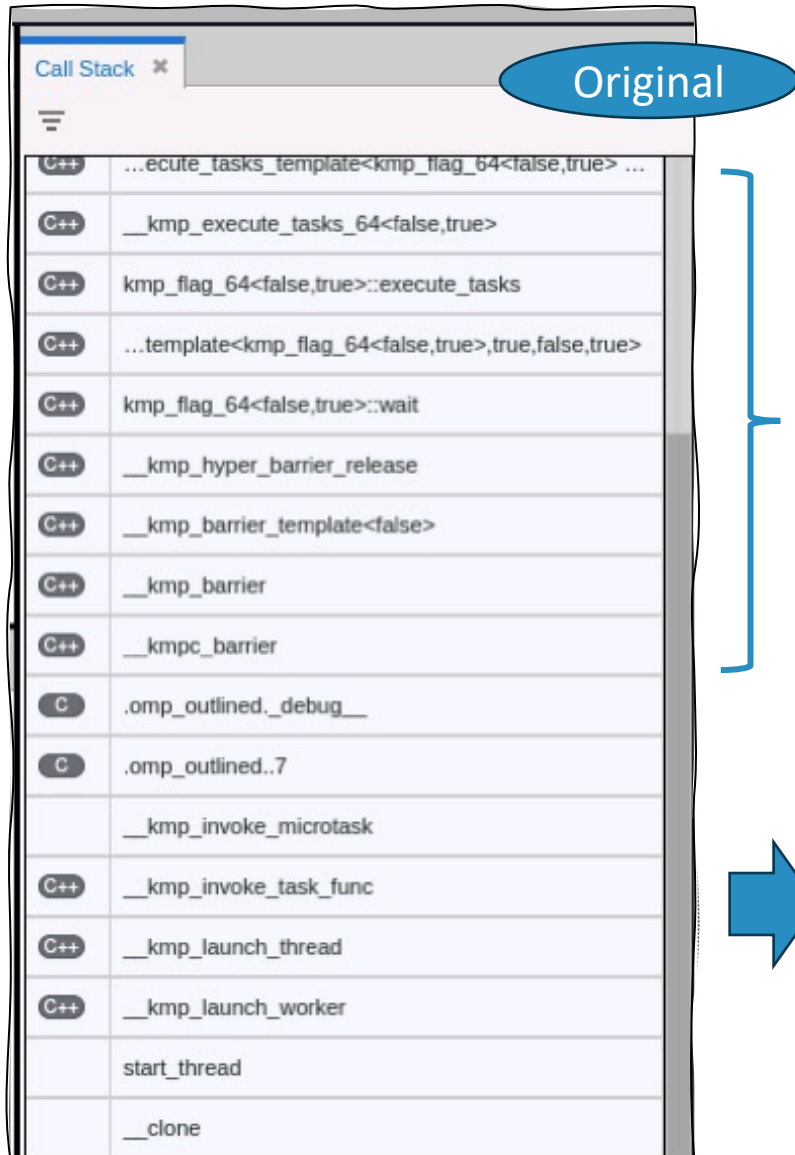 Call Stack ✖
Original
C++ …ecute_tasks_template<kmp_flag_64<false,true> …
C++ __kmp_execute_tasks_64<false,true>
C++ kmp_flag_64<false,true>::execute_tasks
C++ …template<kmp_flag_64<false,true>,true,false,true>
C++ kmp_flag_64<false,true>::wait
C++ __kmp_hyper_barrier_release
C++ __kmp_barrier_template<false>
C++ __kmp_barrier
C++ __kmpc_barrier
C .omp_outlined._debug__
C .omp_outlined..7
__kmp_invoke_microtask
C++ __kmp_invoke_task_func
C++ __kmp_launch_thread
C++ __kmp_launch_worker
start_thread
__clone